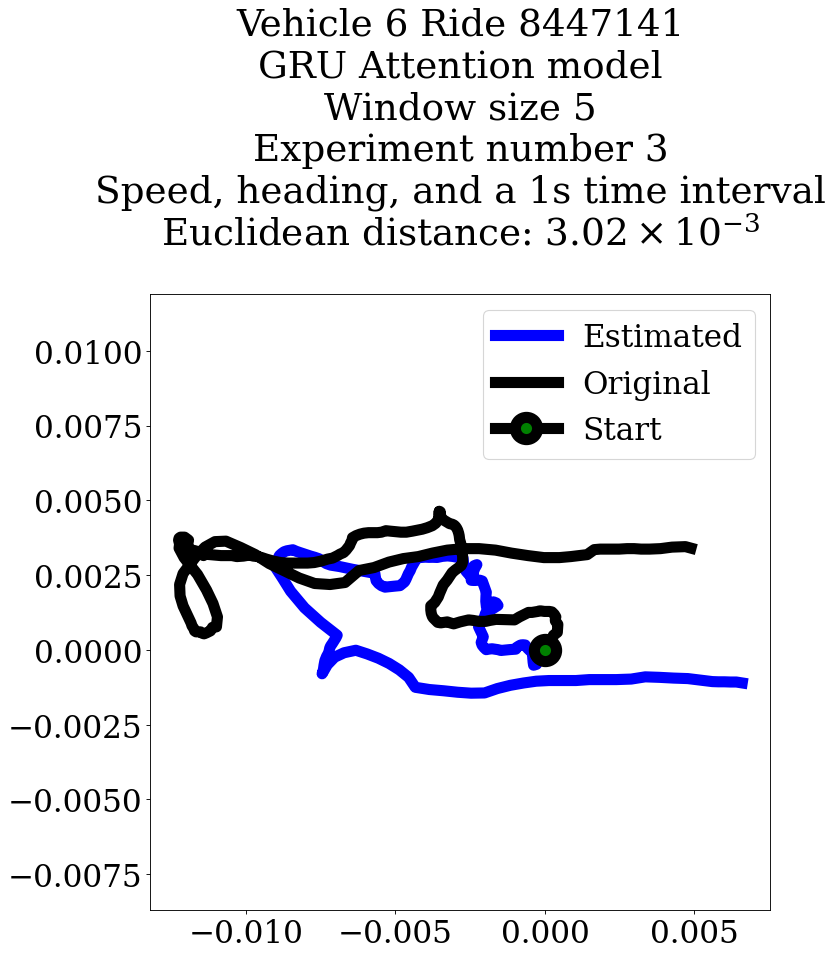 Vehicle 6 Ride 8447141
GRU Attention model
Window size 5
Experiment number 3
Speed, heading, and a 1s time interval
Euclidean distance: 3.02 × 10⁻³
Estimated
Original
Start
0.0100
0.0075
0.0050
0.0025
0.0000
−0.0025
−0.0050
−0.0075
−0.010 −0.005 0.000 0.005